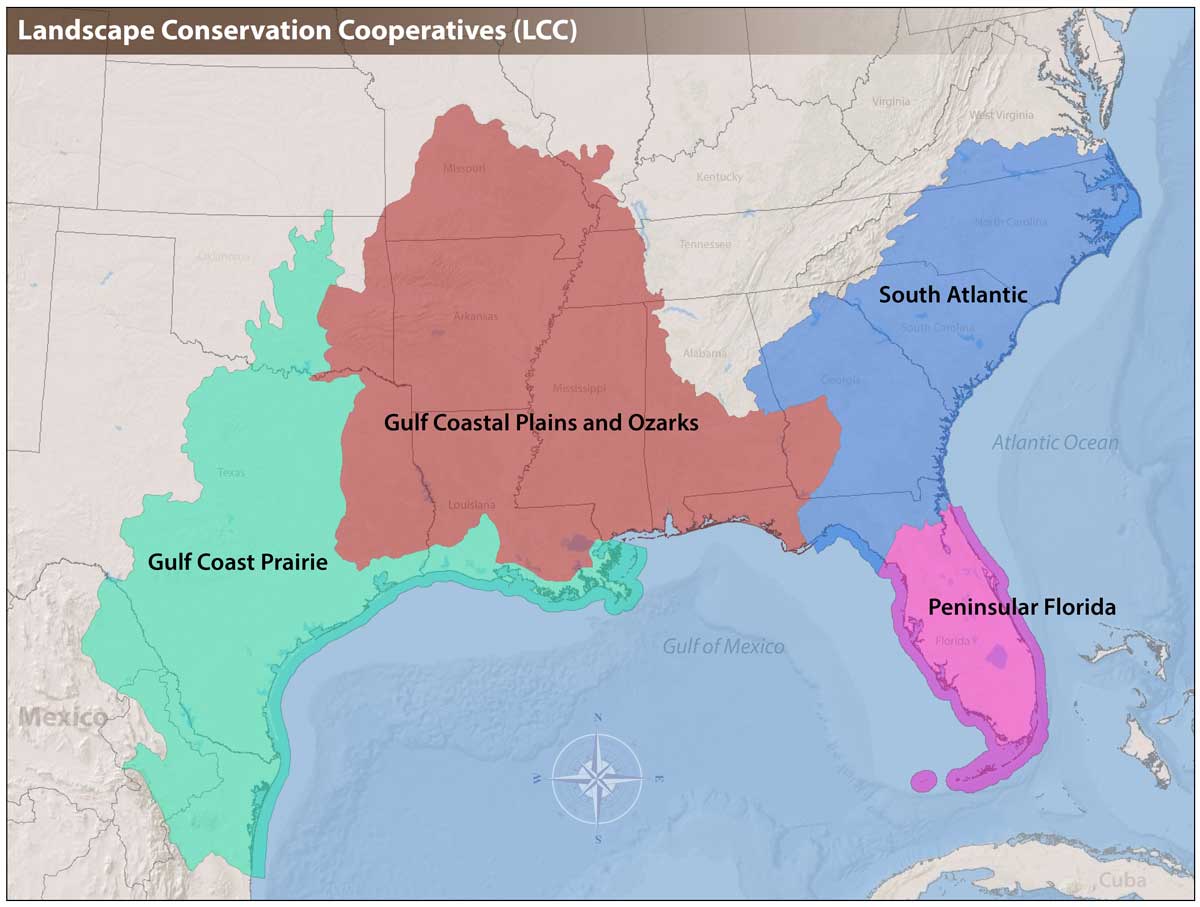 Landscape Conservation Cooperatives (LCC)
Virginia
West Virginia
Missouri
Kentucky
North Carolina
Tennessee
Oklahoma
South Atlantic
Arkansas
South Carolina
Alabama
Georgia
Mississippi
Gulf Coastal Plains and Ozarks
Atlantic Ocean
Texas
Louisiana
Gulf Coast Prairie
Peninsular Florida
Florida
Gulf of Mexico
Mexico
N
W
E
S
Cuba